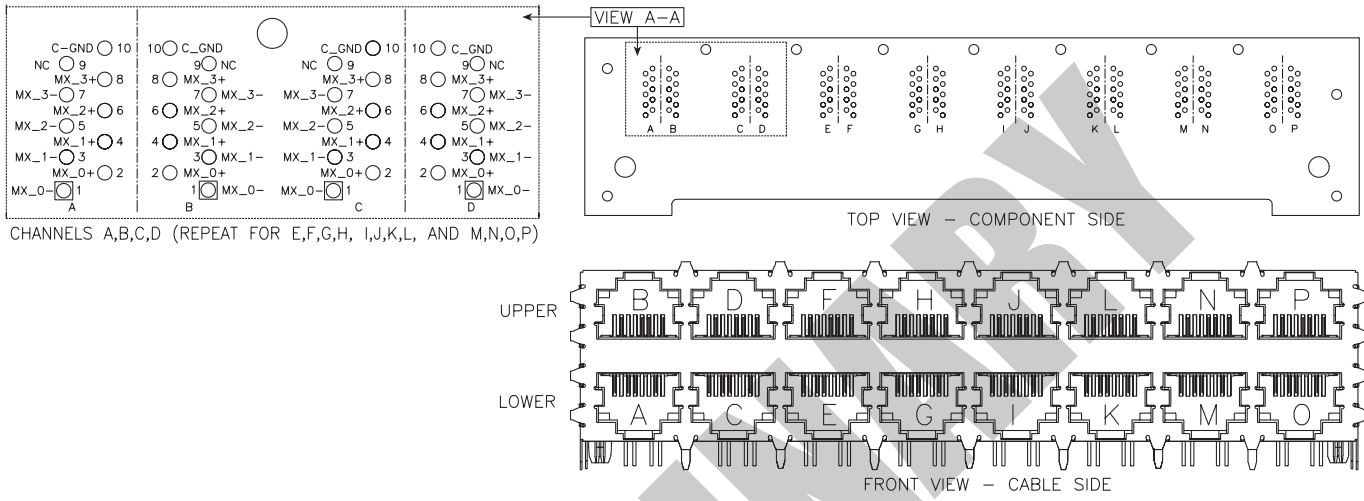 VIEW A-A
C-GND 10 10 C_GND C_GND 10 10 C_GND
NC 9 9 NC NC 9 9 NC
MX_3+ 8 8 MX_3+ MX_3+ 8 8 MX_3+
MX_3- 7 7 MX_3- MX_3- 7 7 MX_3-
MX_2+ 6 6 MX_2+ MX_2+ 6 6 MX_2+
MX_2- 5 5 MX_2- MX_2- 5 5 MX_2-
MX_1+ 4 4 MX_1+ MX_1+ 4 4 MX_1+
MX_1- 3 3 MX_1- MX_1- 3 3 MX_1-
MX_0+ 2 2 MX_0+ MX_0+ 2 2 MX_0+
MX_0- 1 1 MX_0- MX_0- 1 1 MX_0-
A B C D
CHANNELS A,B,C,D (REPEAT FOR E,F,G,H, I,J,K,L, AND M,N,O,P)
A B C D E F G H I J K L M N O P
TOP VIEW - COMPONENT SIDE
UPPER B D F H J L N P
LOWER A C E G I K M O
FRONT VIEW - CABLE SIDE